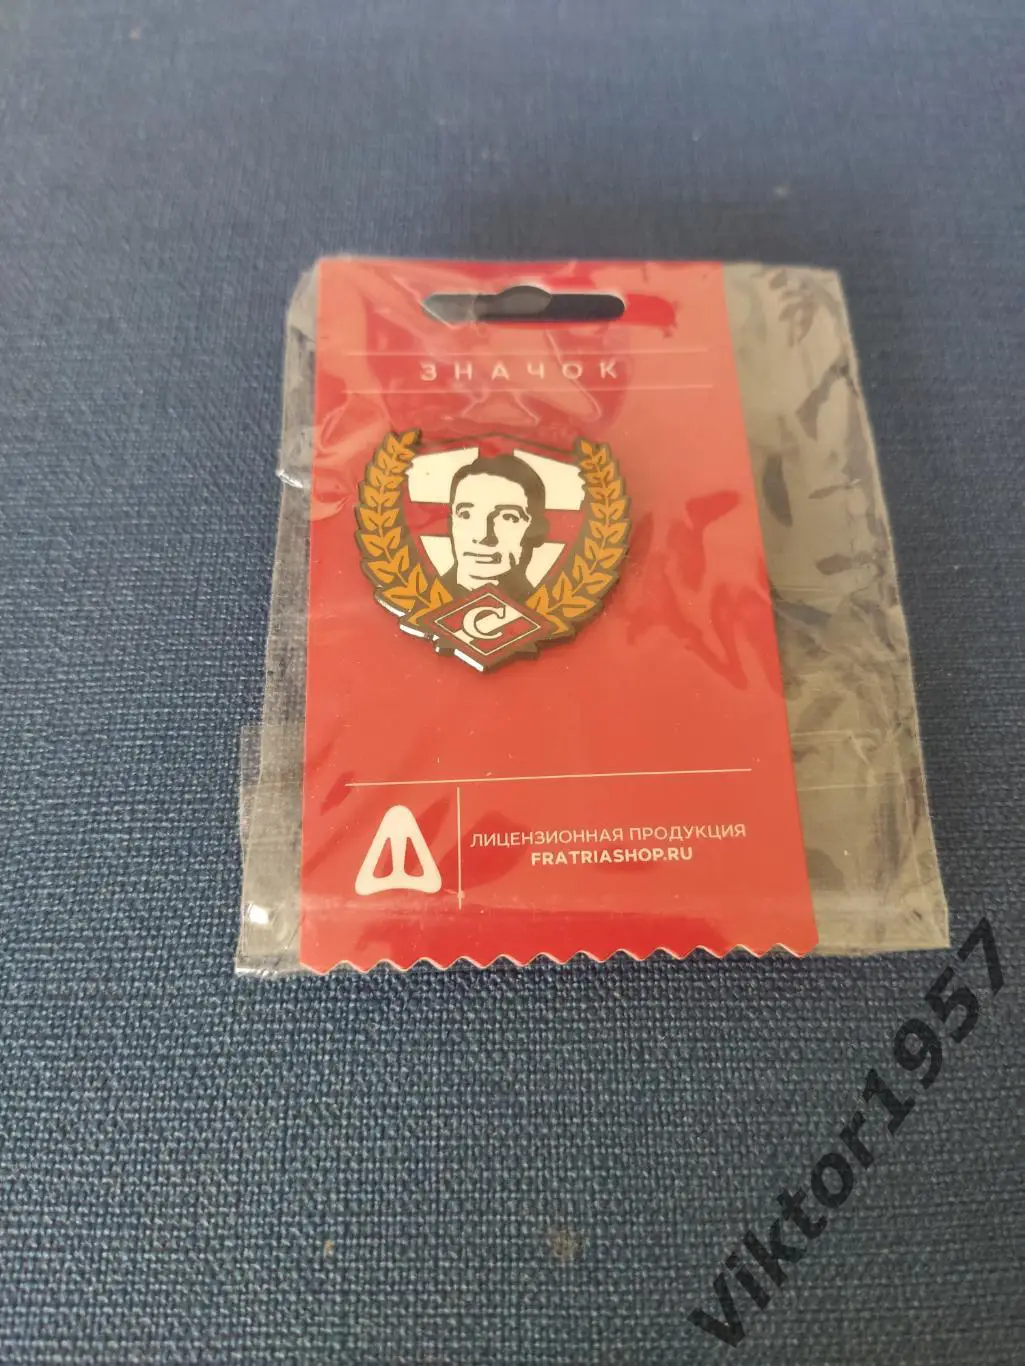 ЗНАЧОК
С
ЛИЦЕНЗИОННАЯ ПРОДУКЦИЯ
FRATRIASHOP.RU
Viktor1957